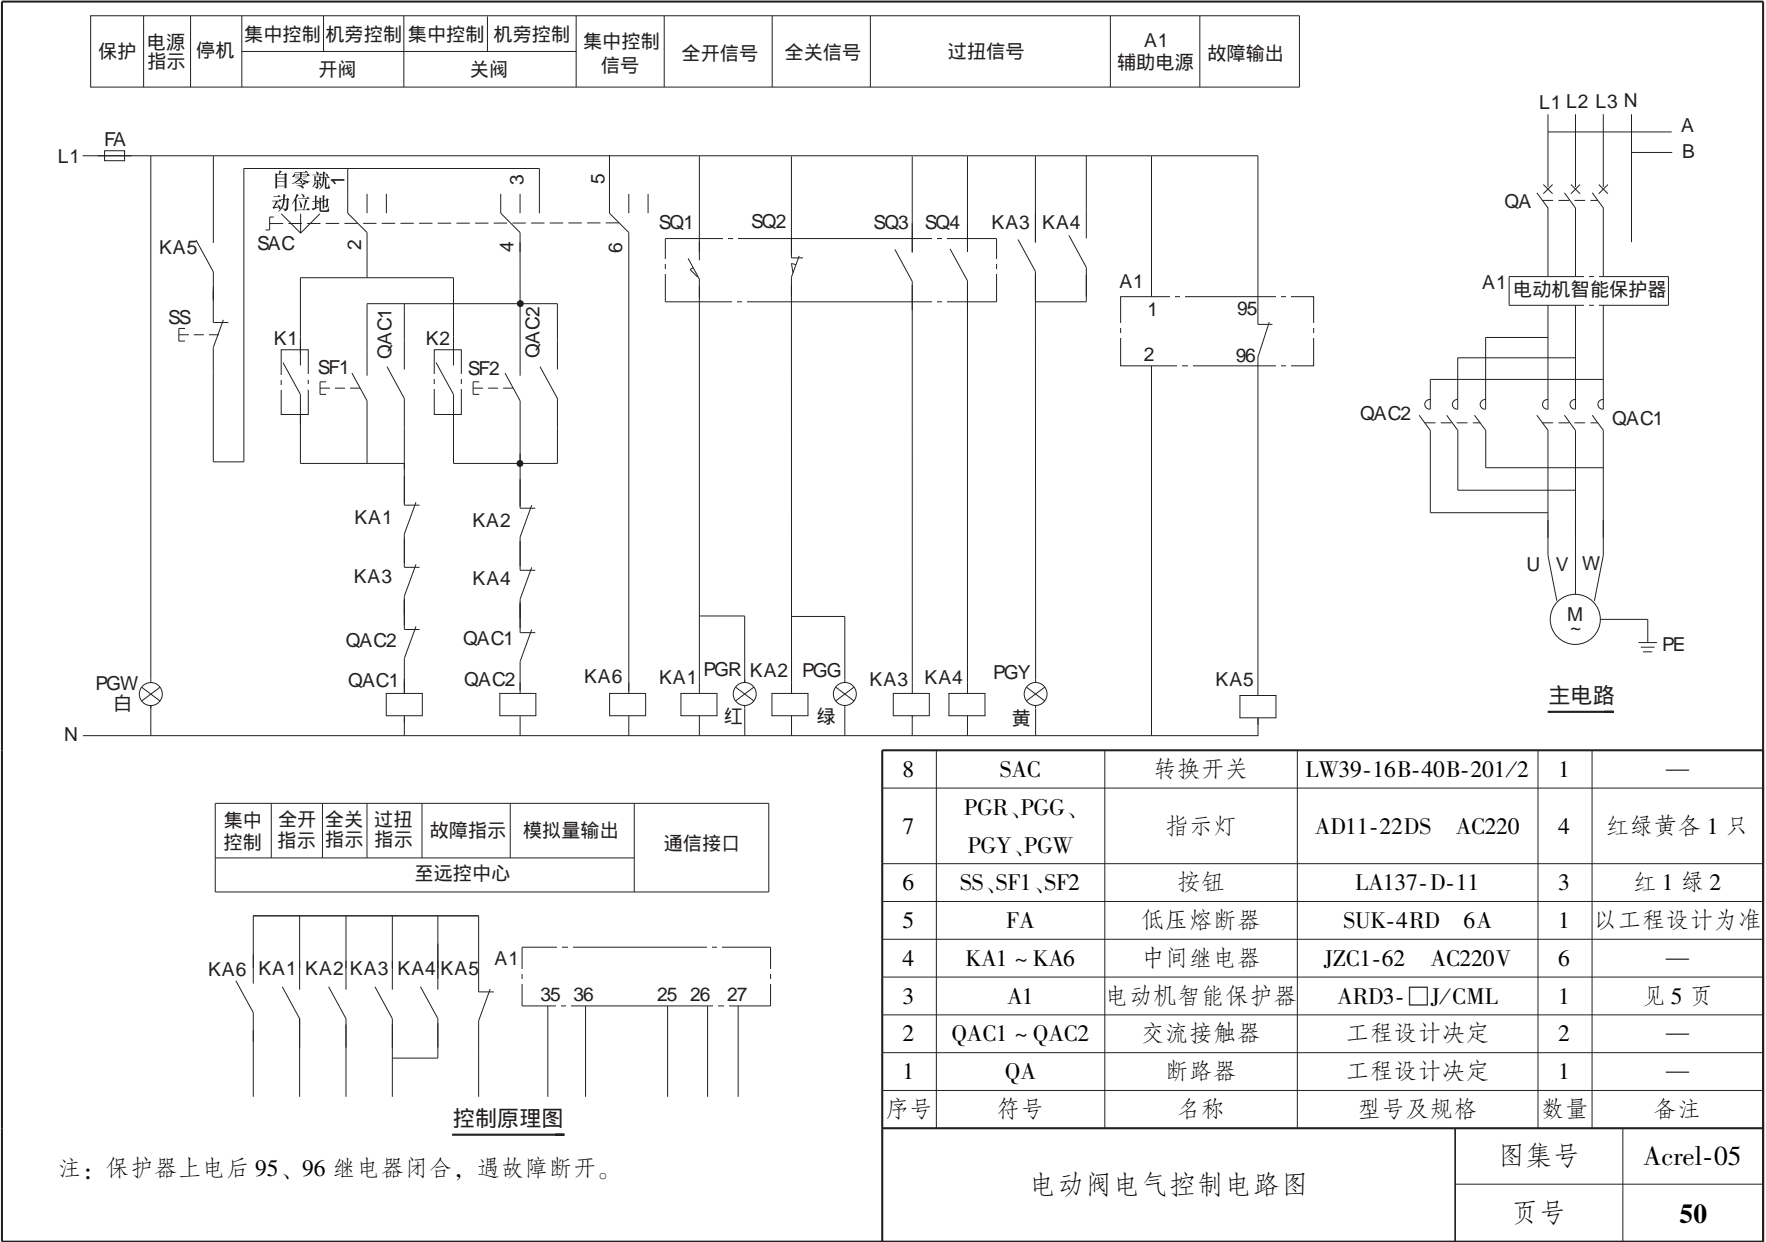 保护
电源
指示
停机
集中控制 机旁控制 集中控制 机旁控制
开阀
关阀
集中控制
信号
全开信号
全关信号
过扭信号
A1
辅助电源
故障输出
L1 FA
自零就
动位地
SAC
1
2
3
4
5
6
KA5
SS
K1
SF1
QAC1
K2
SF2
QAC2
SQ1
SQ2
SQ3
SQ4
KA3
KA4
A1
1
2
95
96
KA1
KA3
QAC2
QAC1
KA2
KA4
QAC1
QAC2
PGW
白
KA6
KA1
PGR
红
KA2
PGG
绿
KA3
KA4
PGY
黄
KA5
N
L1 L2 L3 N
A
B
QA
A1 电动机智能保护器
QAC2
QAC1
U V W
M
~
PE
主电路
集中
控制
全开
指示
全关
指示
过扭
指示
故障指示
模拟量输出
通信接口
至远控中心
KA6 KA1 KA2 KA3 KA4 KA5 A1
35 36 25 26 27
控制原理图
注：保护器上电后 95、96 继电器闭合，遇故障断开。
8 SAC 转换开关 LW39-16B-40B-201/2 1 —
7 PGR、PGG、
PGY、PGW 指示灯 AD11-22DS AC220 4 红绿黄各 1 只
6 SS、SF1、SF2 按钮 LA137-D-11 3 红 1 绿 2
5 FA 低压熔断器 SUK-4RD 6A 1 以工程设计为准
4 KA1～KA6 中间继电器 JZC1-62 AC220V 6 —
3 A1 电动机智能保护器 ARD3-□J/CML 1 见 5 页
2 QAC1～QAC2 交流接触器 工程设计决定 2 —
1 QA 断路器 工程设计决定 1 —
序号 符号 名称 型号及规格 数量 备注
电动阀电气控制电路图
图集号 Acrel-05
页号 50